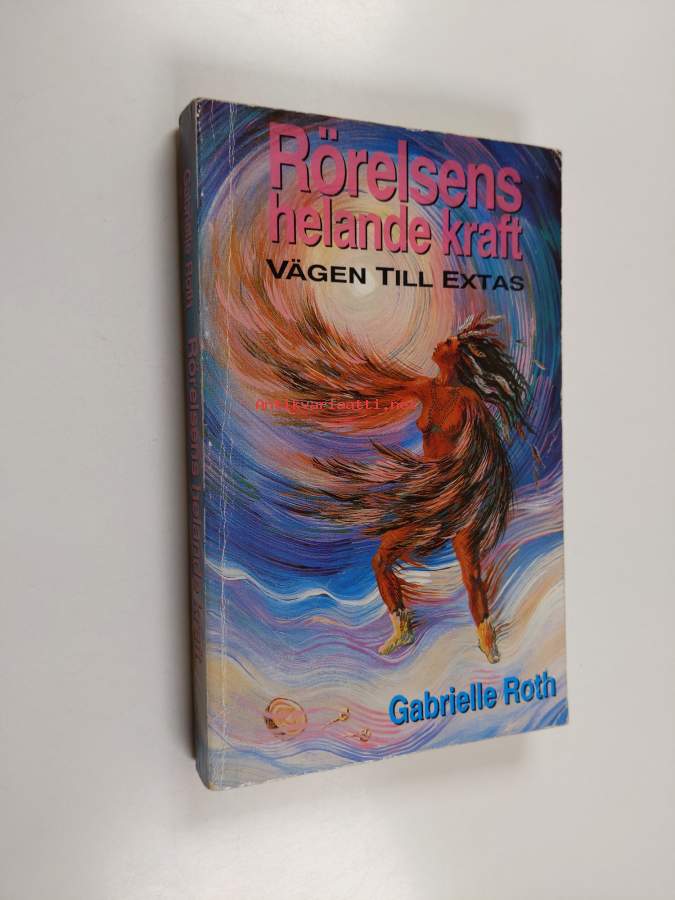 Rörelsens
helande kraft
VÄGEN TILL EXTAS
Antikvariaatti.net
Gabrielle Roth
Gabrielle Roth Rörelsens helande kraft